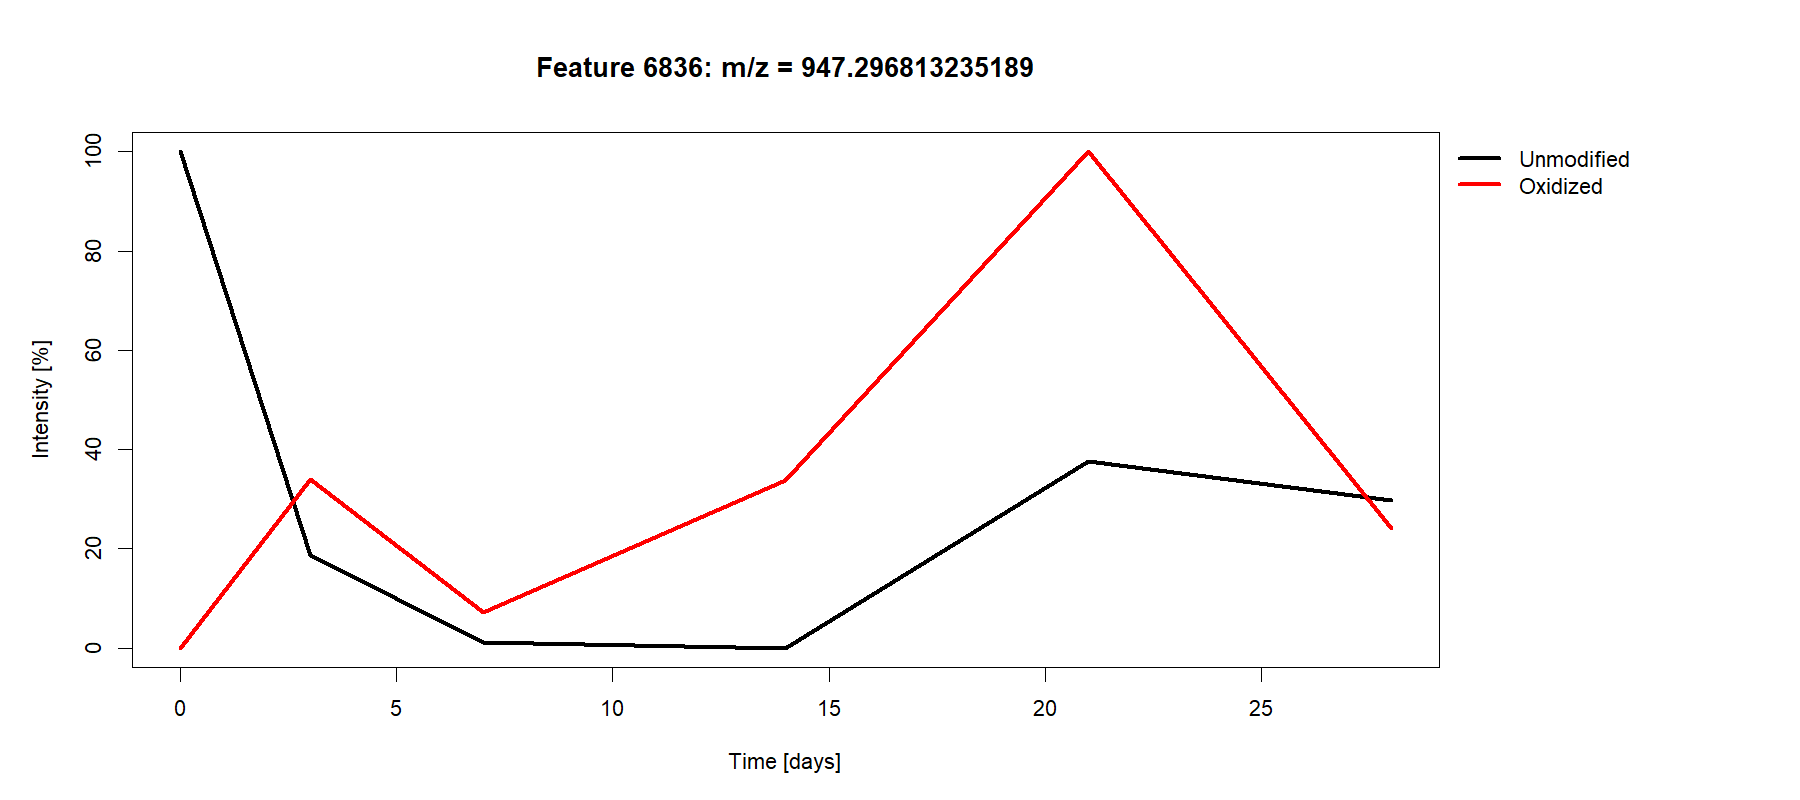 Feature 6836: m/z = 947.296813235189
Unmodified
Oxidized
Intensity [%]
100
80
60
40
20
0
0 5 10 15 20 25
Time [days]